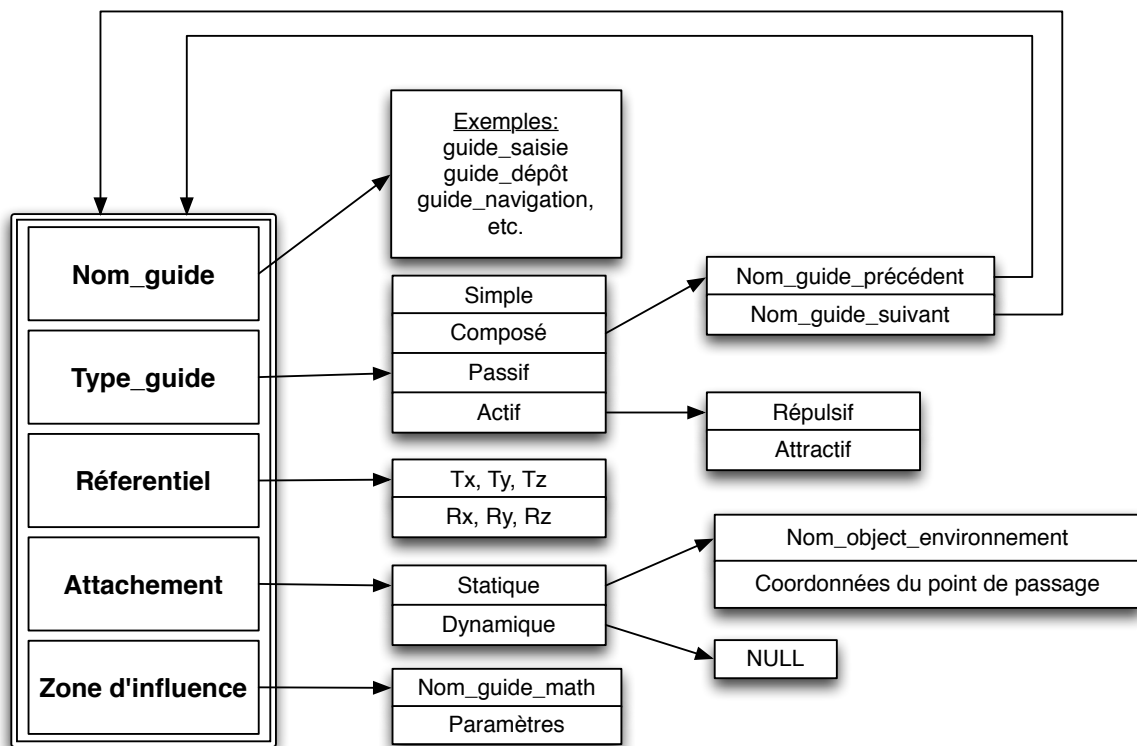 Exemples:
guide_saisie
guide_dépôt
guide_navigation,
etc.
Nom_guide
Type_guide
Réferentiel
Attachement
Zone d'influence
Simple
Composé
Passif
Actif
Nom_guide_précédent
Nom_guide_suivant
Répulsif
Attractif
Tx, Ty, Tz
Rx, Ry, Rz
Statique
Dynamique
Nom_object_environnement
Coordonnées du point de passage
NULL
Nom_guide_math
Paramètres